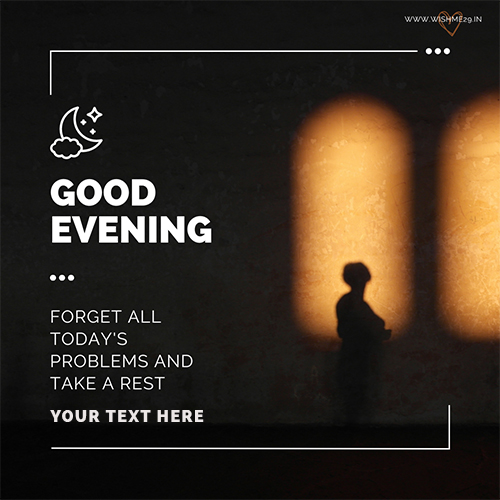 WWW.WISHME29.IN
GOOD
EVENING
FORGET ALL
TODAY'S
PROBLEMS AND
TAKE A REST
YOUR TEXT HERE